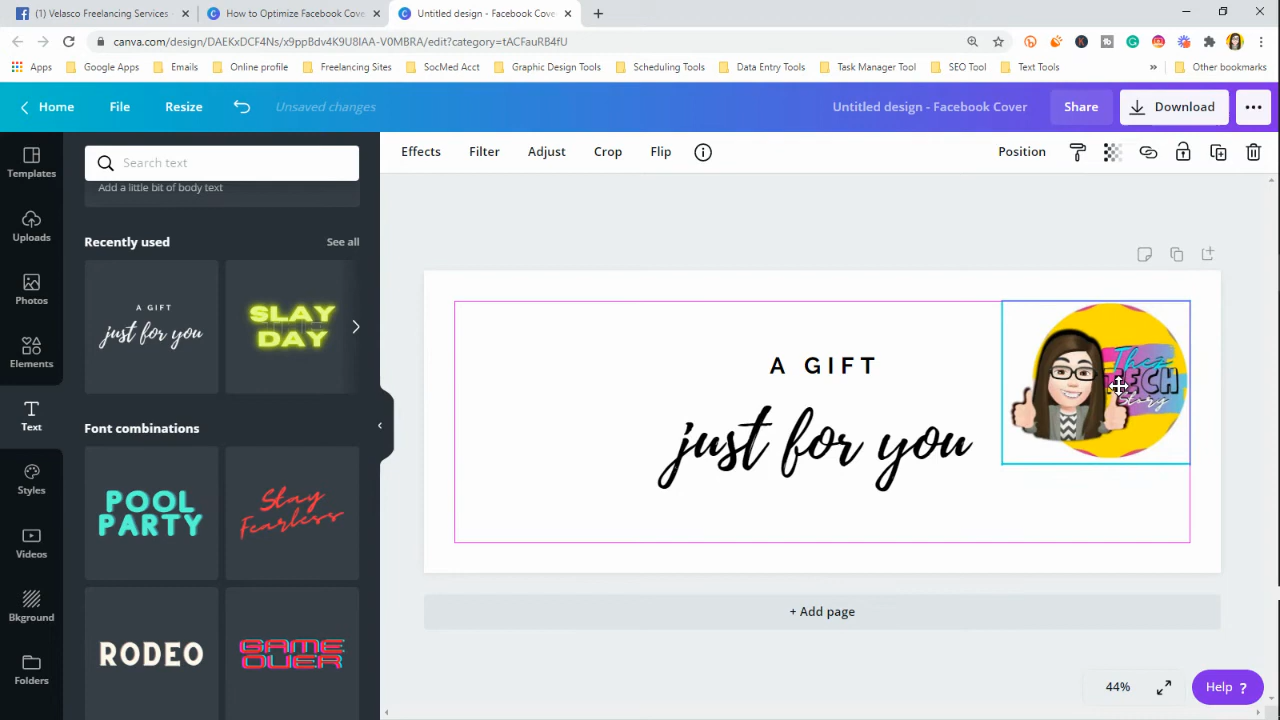 (1) Velasco Freelancing Services -
How to Optimize Facebook Cove
Untitled design - Facebook Cove
canva.com/design/DAEKxDCF4Ns/x9ppBdv4K9U8IAA-V0MBRA/edit?category=tACFauRB4fU
Apps
Google Apps
Emails
Online profile
Freelancing Sites
SocMed Acct
Graphic Design Tools
Scheduling Tools
Data Entry Tools
Task Manager Tool
SEO Tool
Text Tools
»
Other bookmarks
Home
File
Resize
Unsaved changes
Untitled design - Facebook Cover
Share
Download
Templates
Uploads
Photos
Elements
Text
Styles
Videos
Bkground
Folders
Search text
Add a little bit of body text
Recently used
See all
A GIFT
just for you
SLAY
DAY
Font combinations
POOL
PARTY
Stay
Fearless
RODEO
GAME
OVER
Effects
Filter
Adjust
Crop
Flip
Position
A GIFT
just for you
TECH
Story
+ Add page
44%
Help ?